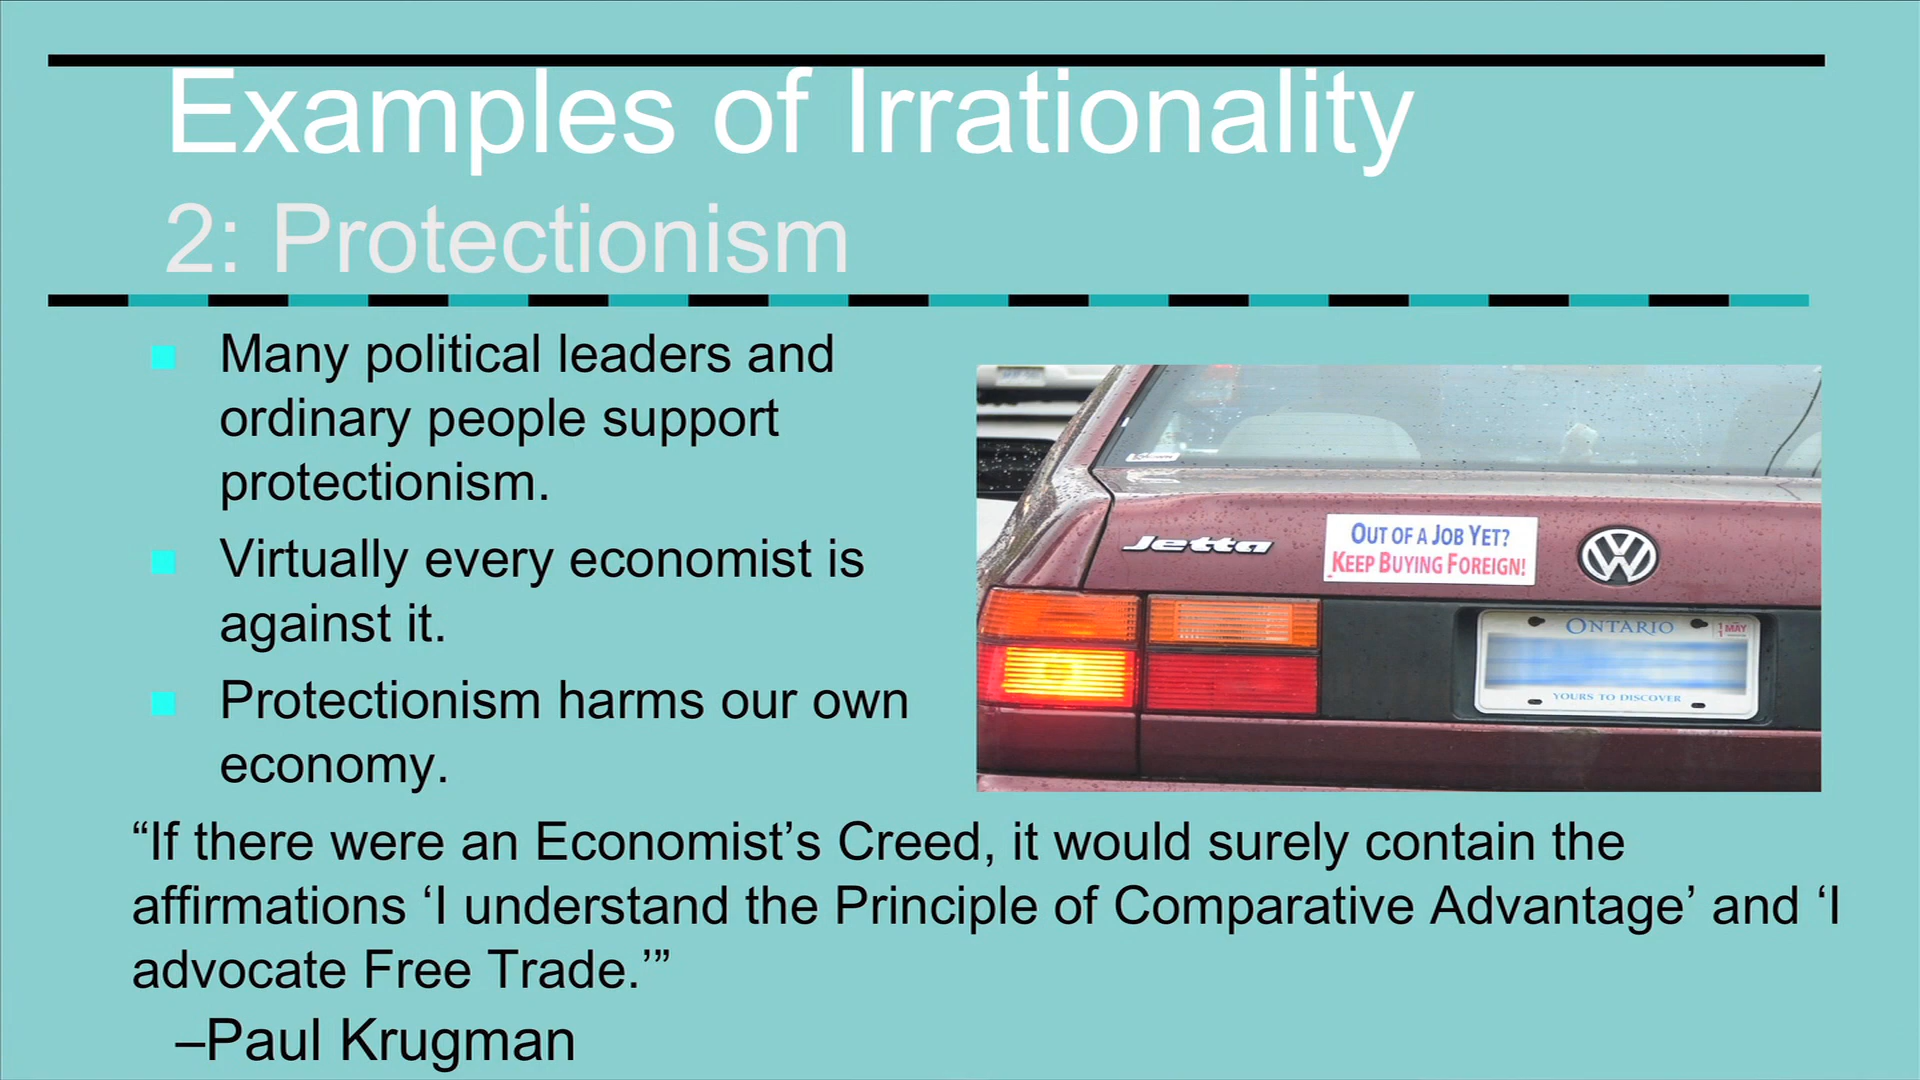 Examples of Irrationality
2: Protectionism
Many political leaders and
ordinary people support
protectionism.
Virtually every economist is
against it.
Protectionism harms our own
economy.
Jetta
OUT OF A JOB YET?
KEEP BUYING FOREIGN!
VW
ONTARIO
MAY
YOURS TO DISCOVER
“If there were an Economist’s Creed, it would surely contain the
affirmations ‘I understand the Principle of Comparative Advantage’ and ‘I
advocate Free Trade.’”
–Paul Krugman